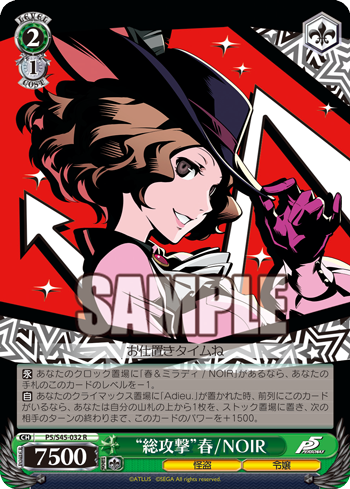 LEVEL
2
1
COST
SAMPLE
お仕置きタイムね
永 あなたのクロック置場に「春&ミラディ / NOIR」があるなら、あなたの
手札のこのカードのレベルを－1。
自 あなたのクライマックス置場に「Adieu.」が置かれた時、前列にこのカード
がいるなら、あなたは自分の山札の上から1枚を、ストック置場に置き、次の
相手のターンの終わりまで、このカードのパワーを＋1500。
CH P5/S45-032 R
POWER
7500
“総攻撃”春/NOIR
P5 PERSONA5
怪盗
令嬢
©ATLUS ©SEGA All rights reserved.